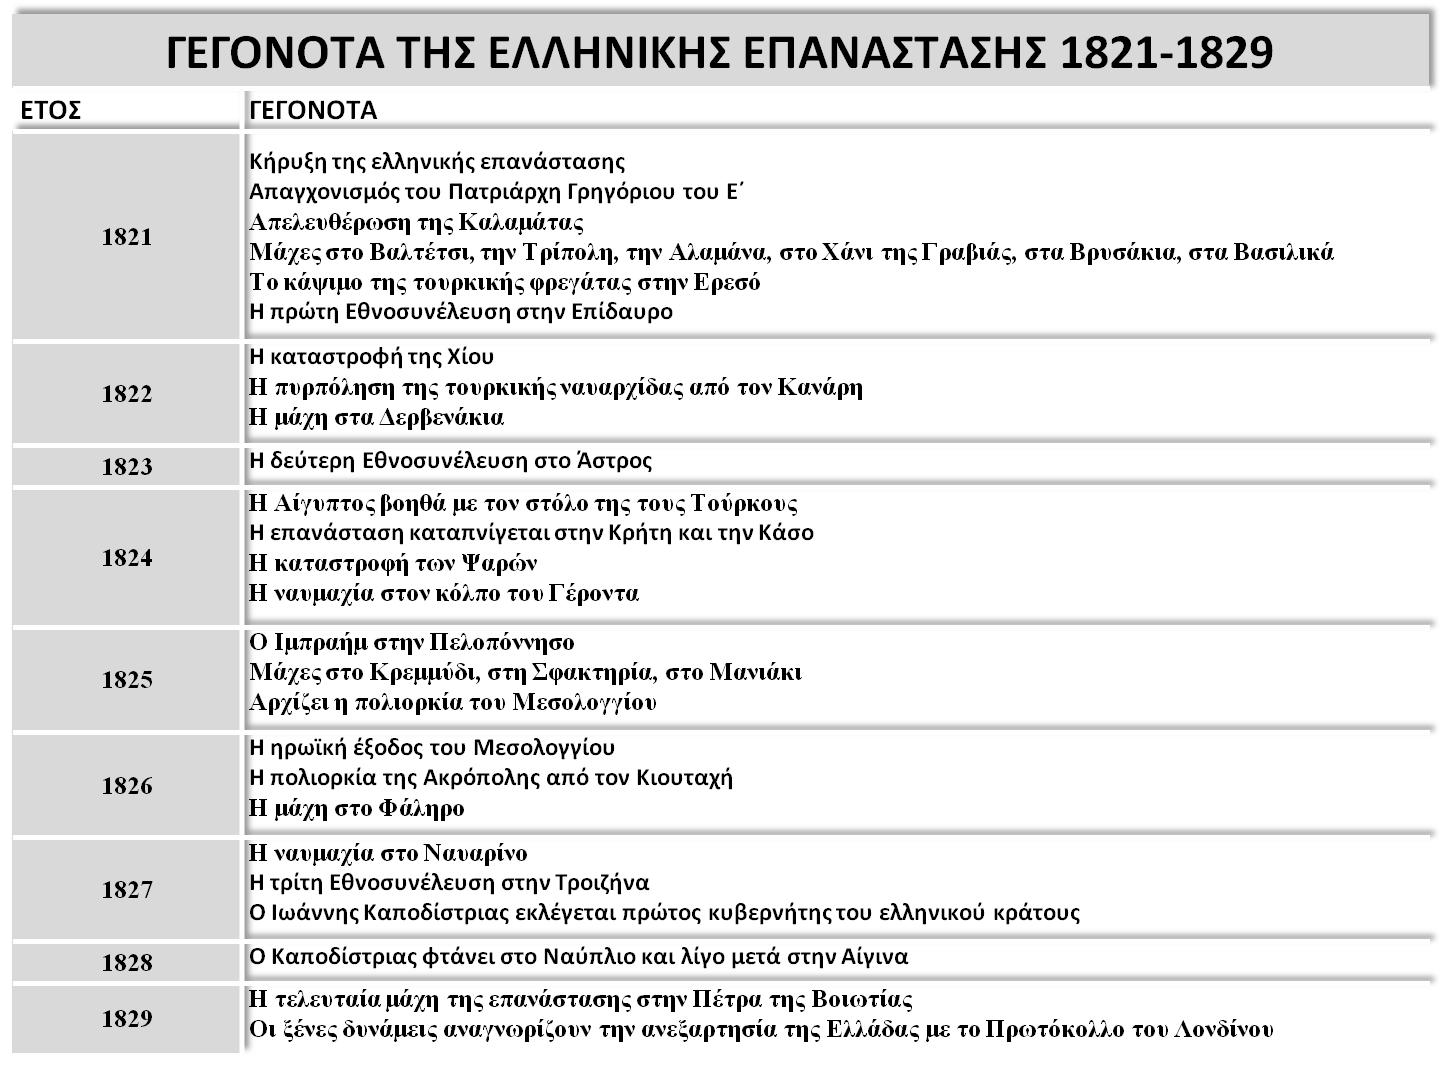 ΓΕΓΟΝΟΤΑ ΤΗΣ ΕΛΛΗΝΙΚΗΣ ΕΠΑΝΑΣΤΑΣΗΣ 1821-1829
ΕΤΟΣ ΓΕΓΟΝΟΤΑ
1821
Κήρυξη της ελληνικής επανάστασης
Απαγχονισμός του Πατριάρχη Γρηγόριου του Ε΄
Απελευθέρωση της Καλαμάτας
Μάχες στο Βαλτέτσι, την Τρίπολη, την Αλαμάνα, στο Χάνι της Γραβιάς, στα Βρυσάκια, στα Βασιλικά
Το κάψιμο της τουρκικής φρεγάτας στην Ερεσό
Η πρώτη Εθνοσυνέλευση στην Επίδαυρο
1822
Η καταστροφή της Χίου
Η πυρπόληση της τουρκικής ναυαρχίδας από τον Κανάρη
Η μάχη στα Δερβενάκια
1823
Η δεύτερη Εθνοσυνέλευση στο Άστρος
1824
Η Αίγυπτος βοηθά με τον στόλο της τους Τούρκους
Η επανάσταση καταπνίγεται στην Κρήτη και την Κάσο
Η καταστροφή των Ψαρών
Η ναυμαχία στον κόλπο του Γέροντα
1825
Ο Ιμπραήμ στην Πελοπόννησο
Μάχες στο Κρεμμύδι, στη Σφακτηρία, στο Μανιάκι
Αρχίζει η πολιορκία του Μεσολογγίου
1826
Η ηρωϊκή έξοδος του Μεσολογγίου
Η πολιορκία της Ακρόπολης από τον Κιουταχή
Η μάχη στο Φάληρο
1827
Η ναυμαχία στο Ναυαρίνο
Η τρίτη Εθνοσυνέλευση στην Τροιζήνα
Ο Ιωάννης Καποδίστριας εκλέγεται πρώτος κυβερνήτης του ελληνικού κράτους
1828
Ο Καποδίστριας φτάνει στο Ναύπλιο και λίγο μετά στην Αίγινα
1829
Η τελευταία μάχη της επανάστασης στην Πέτρα της Βοιωτίας
Οι ξένες δυνάμεις αναγνωρίζουν την ανεξαρτησία της Ελλάδας με το Πρωτόκολλο του Λονδίνου